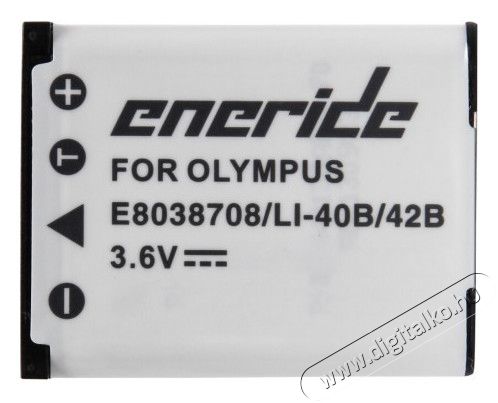 eneride
FOR OLYMPUS
E8038708/LI-40B/42B
3.6V
T
www.digitalko.hu